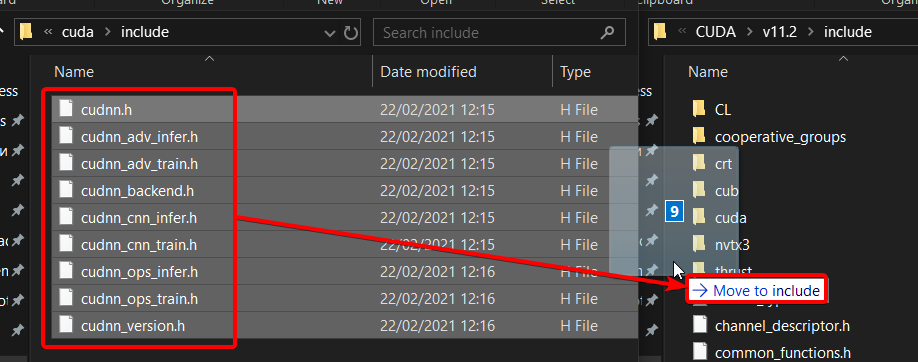 Organize New Open Select Clipboard Organ
« cuda > include
Search include
« CUDA > v11.2 > include
Name Date modified Type
Name
cudnn.h 22/02/2021 12:15 H File
CL
cudnn_adv_infer.h 22/02/2021 12:15 H File
cooperative_groups
cudnn_adv_train.h 22/02/2021 12:15 H File
crt
cudnn_backend.h 22/02/2021 12:15 H File
cub
cudnn_cnn_infer.h 22/02/2021 12:15 H File
9
cuda
cudnn_cnn_train.h 22/02/2021 12:15 H File
nvtx3
cudnn_ops_infer.h 22/02/2021 12:16 H File
thrust
cudnn_ops_train.h 22/02/2021 12:16 H File
→ Move to include
cudnn_version.h 22/02/2021 12:16 H File
channel_descriptor.h
common_functions.h